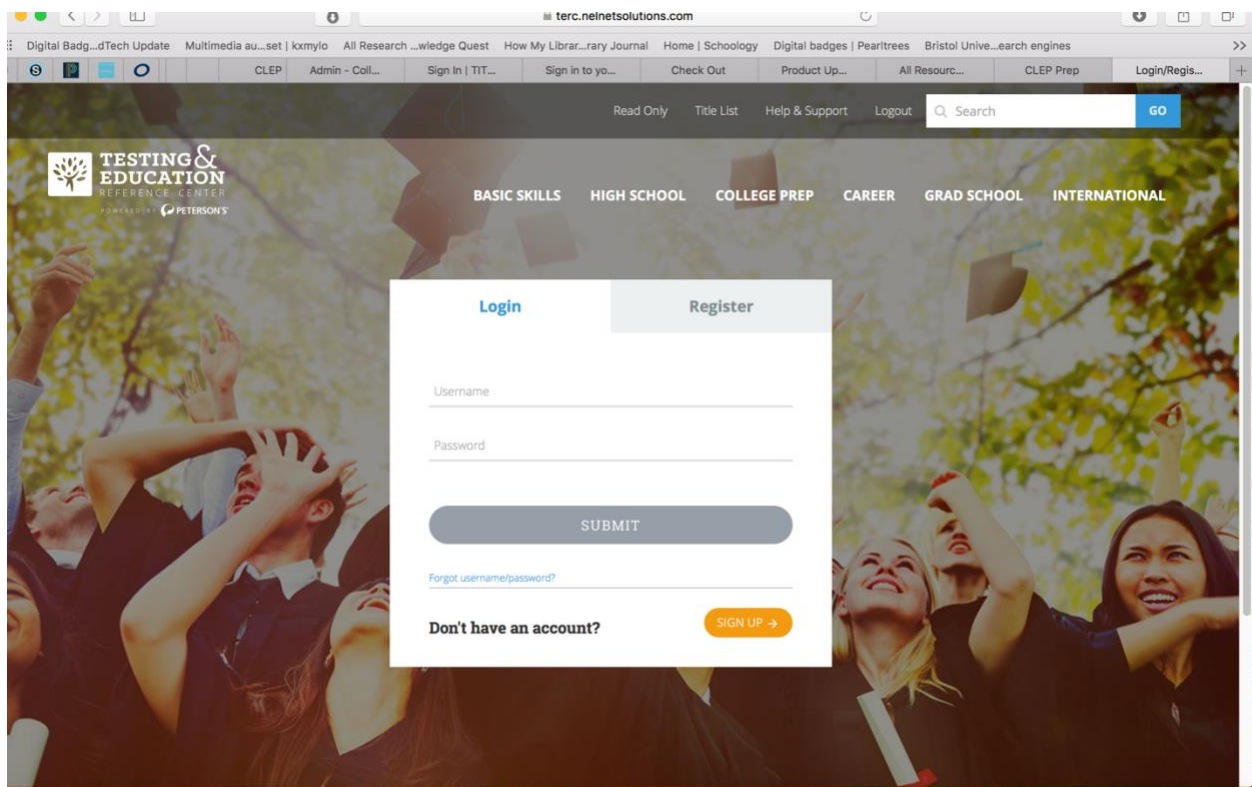 terc.nelnetsolutions.com
Digital Badg...dTech Update Multimedia au...set | kxmylo All Research ...wledge Quest How My Librar...rary Journal Home | Schoology Digital badges | Pearltrees Bristol Unive...earch engines >>
S P O CLEP Admin - Coll... Sign In | TIT... Sign in to yo... Check Out Product Up... All Resourc... CLEP Prep Login/Regis... +
Read Only Title List Help & Support Logout Search GO
TESTING &
EDUCATION
REFERENCE CENTER
POWERED BY PETERSON'S
BASIC SKILLS HIGH SCHOOL COLLEGE PREP CAREER GRAD SCHOOL INTERNATIONAL
Login Register
Username
Password
SUBMIT
Forgot username/password?
Don't have an account? SIGN UP →